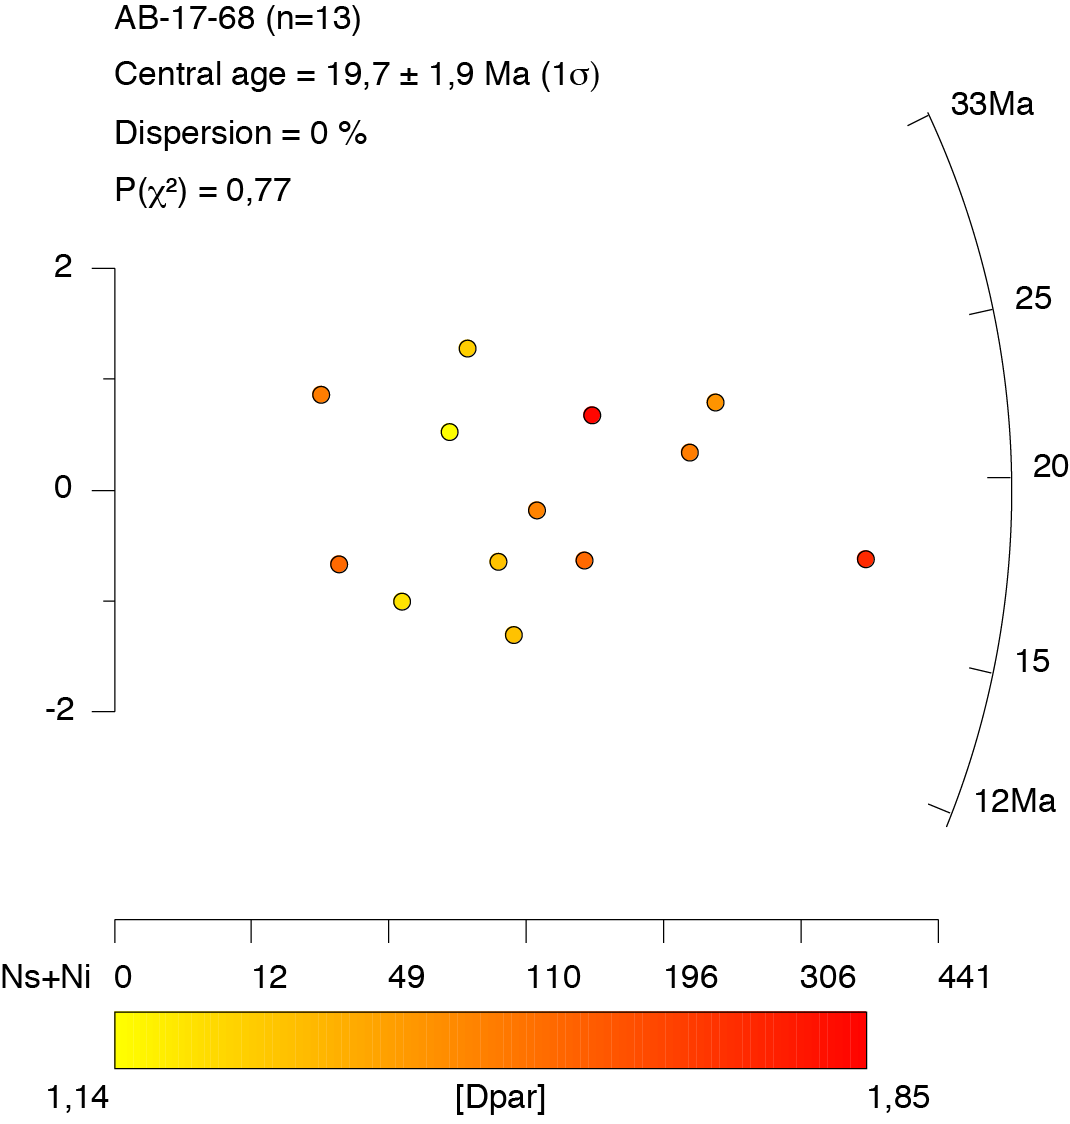 AB-17-68 (n=13)
Central age = 19,7 ± 1,9 Ma (1σ)
Dispersion = 0 %
P(χ²) = 0,77
33Ma
25
20
15
12Ma
2
0
-2
Ns+Ni 0 12 49 110 196 306 441
1,14 [Dpar] 1,85